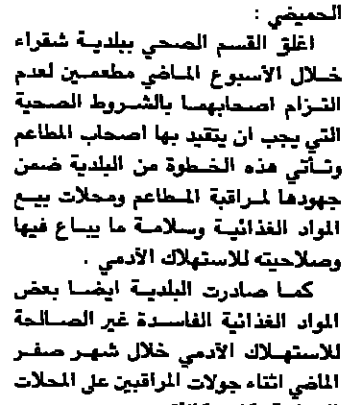 الحميضي :
اغلق القسم الصحي ببلدية شقراء
خلال الأسبوع الماضي مطعمين لعدم
التزام اصحابهما بالشروط الصحية
التي يجب ان يتقيد بها اصحاب المطاعم
وتأتي هذه الخطوة من البلدية ضمن
جهودها لمراقبة المطاعم ومحلات بيع
المواد الغذائية وسلامة ما يباع فيها
وصلاحيته للاستهلاك الآدمي .
كما صادرت البلدية ايضا بعض
المواد الغذائية الفاسدة غير الصالحة
للاستهلاك الآدمي خلال شهر صفر
الماضي اثناء جولات المراقبين على المحلات